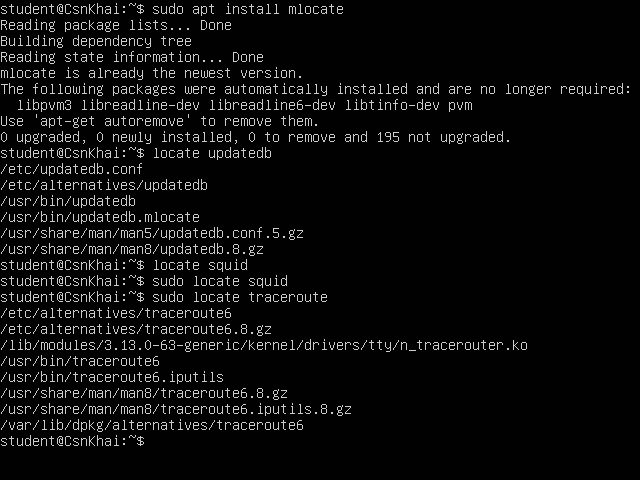 student@CsnKhai:~$ sudo apt install mlocate
Reading package lists... Done
Building dependency tree
Reading state information... Done
mlocate is already the newest version.
The following packages were automatically installed and are no longer required:
  libpvm3 libreadline-dev libreadline6-dev libtinfo-dev pvm
Use 'apt-get autoremove' to remove them.
0 upgraded, 0 newly installed, 0 to remove and 195 not upgraded.
student@CsnKhai:~$ locate updatedb
/etc/updatedb.conf
/etc/alternatives/updatedb
/usr/bin/updatedb
/usr/bin/updatedb.mlocate
/usr/share/man/man5/updatedb.conf.5.gz
/usr/share/man/man8/updatedb.8.gz
student@CsnKhai:~$ locate squid
student@CsnKhai:~$ sudo locate squid
student@CsnKhai:~$ sudo locate traceroute
/etc/alternatives/traceroute6
/etc/alternatives/traceroute6.8.gz
/lib/modules/3.13.0-63-generic/kernel/drivers/tty/n_tracerouter.ko
/usr/bin/traceroute6
/usr/bin/traceroute6.iputils
/usr/share/man/man8/traceroute6.8.gz
/usr/share/man/man8/traceroute6.iputils.8.gz
/var/lib/dpkg/alternatives/traceroute6
student@CsnKhai:~$